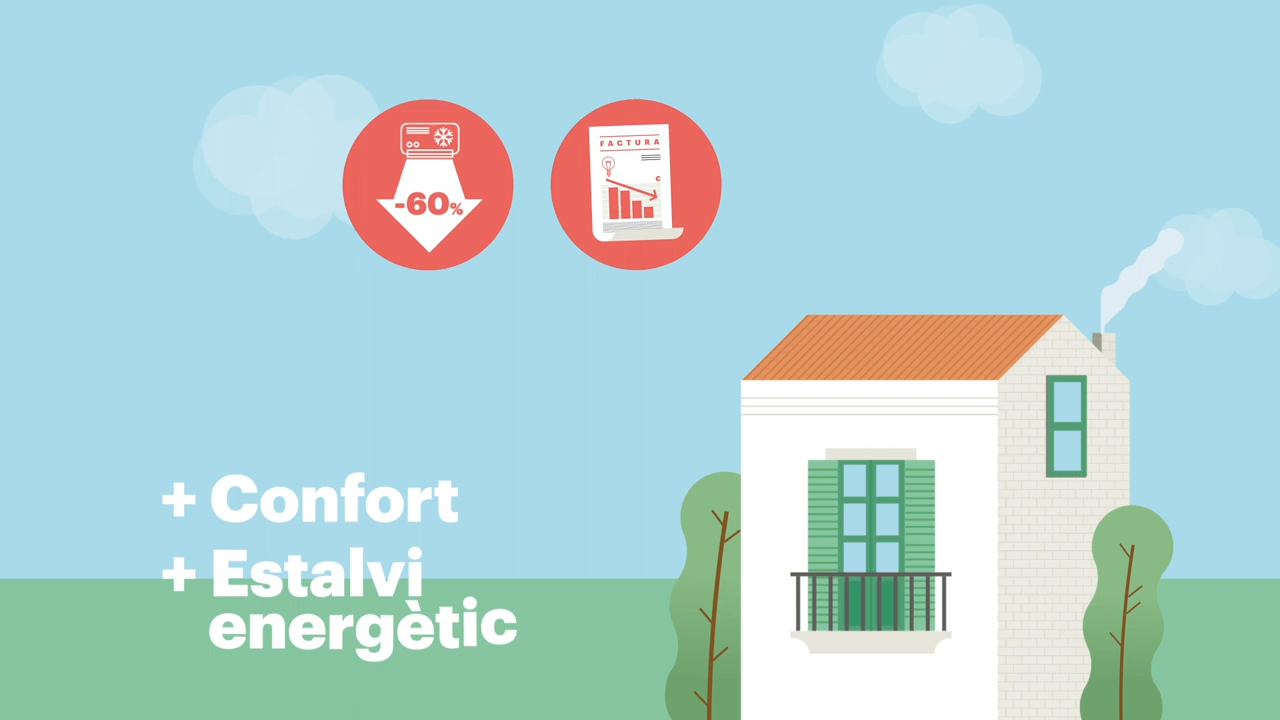 -60%
FACTURA
€
+ Confort
+ Estalvi
energètic